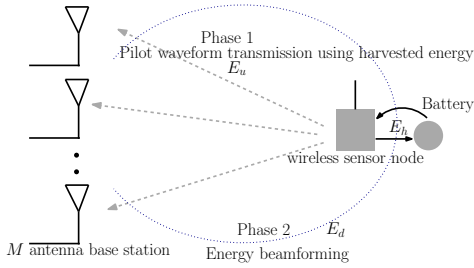 Phase 1
Pilot waveform transmission using harvested energy
E_u
Battery
E_h
wireless sensor node
Phase 2
E_d
M antenna base station
Energy beamforming